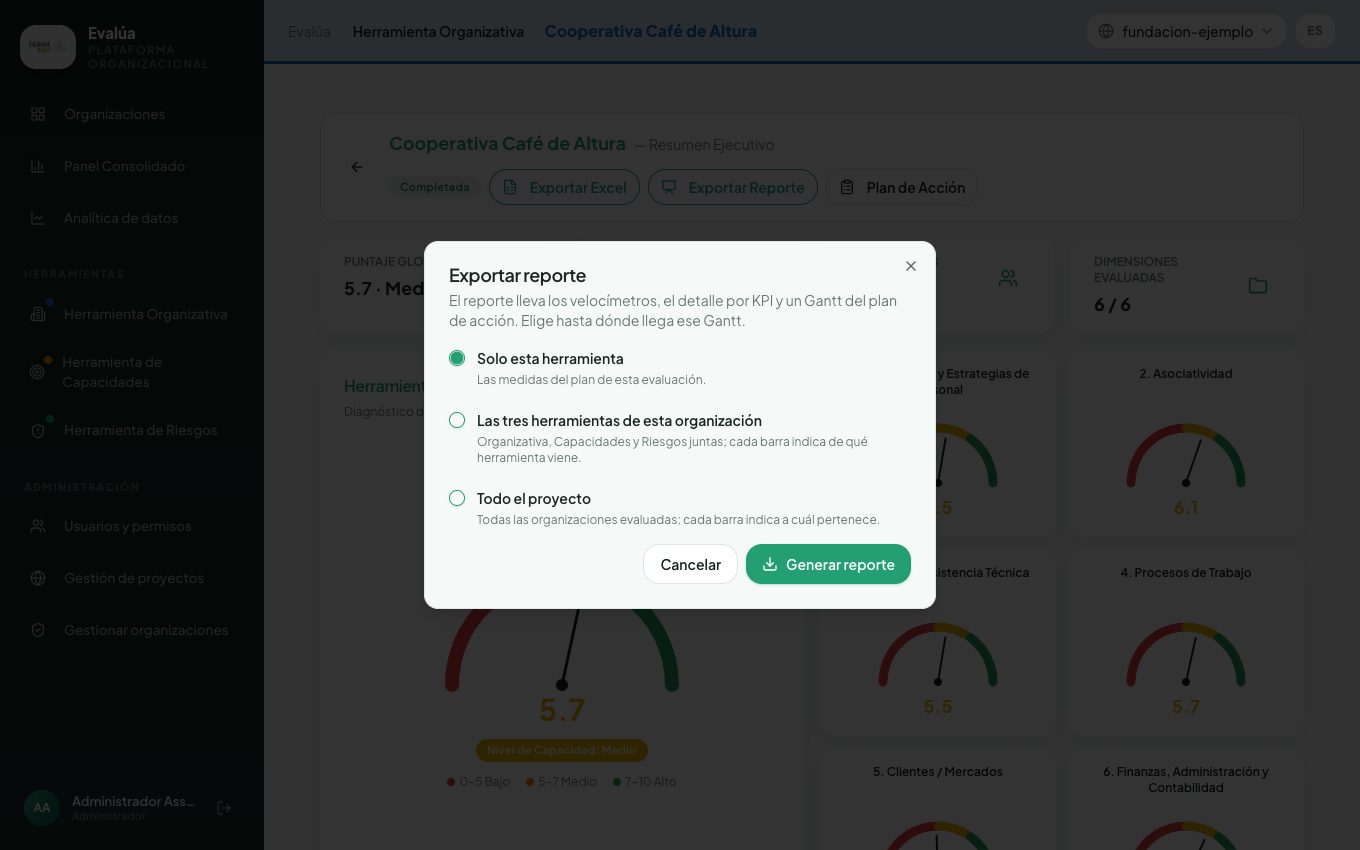 Evalúa
PLATAFORMA
ORGANIZACIONAL
Organizaciones
Panel Consolidado
Analítica de datos
HERRAMIENTAS
Herramienta Organizativa
Herramienta de
Capacidades
Herramienta de Riesgos
ADMINISTRACIÓN
Usuarios y permisos
Gestión de proyectos
Gestionar organizaciones
AA
Administrador Ass...
Administrador
Evalúa Herramienta Organizativa Cooperativa Café de Altura
fundacion-ejemplo
ES
Cooperativa Café de Altura — Resumen Ejecutivo
Completada Exportar Excel Exportar Reporte Plan de Acción
PUNTAJE GLO
5.7 · Med
DIMENSIONES
EVALUADAS
6 / 6
Exportar reporte
El reporte lleva los velocímetros, el detalle por KPI y un Gantt del plan
de acción. Elige hasta dónde llega ese Gantt.
Solo esta herramienta
Las medidas del plan de esta evaluación.
Las tres herramientas de esta organización
Organizativa, Capacidades y Riesgos juntas; cada barra indica de qué
herramienta viene.
Todo el proyecto
Todas las organizaciones evaluadas; cada barra indica a cuál pertenece.
Cancelar Generar reporte
Herramient
Diagnóstico d
5.7
Nivel de Capacidad: Medio
0–5 Bajo 5–7 Medio 7–10 Alto
y Estrategias de
onal
.5
2. Asociatividad
6.1
sistencia Técnica
5.5
4. Procesos de Trabajo
5.7
5. Clientes / Mercados
6. Finanzas, Administración y
Contabilidad